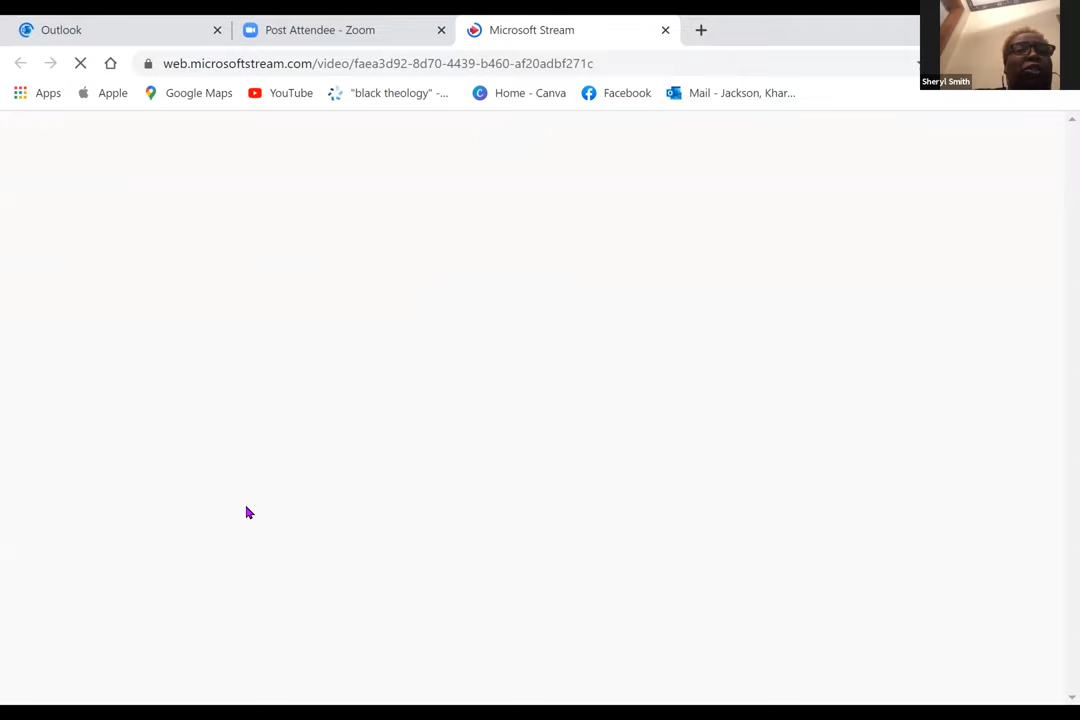 Outlook
Post Attendee - Zoom
Microsoft Stream
web.microsoftstream.com/video/faea3d92-8d70-4439-b460-af20adbf271c
Apps
Apple
Google Maps
YouTube
"black theology" -...
Home - Canva
Facebook
Mail - Jackson, Khar...
Sheryl Smith